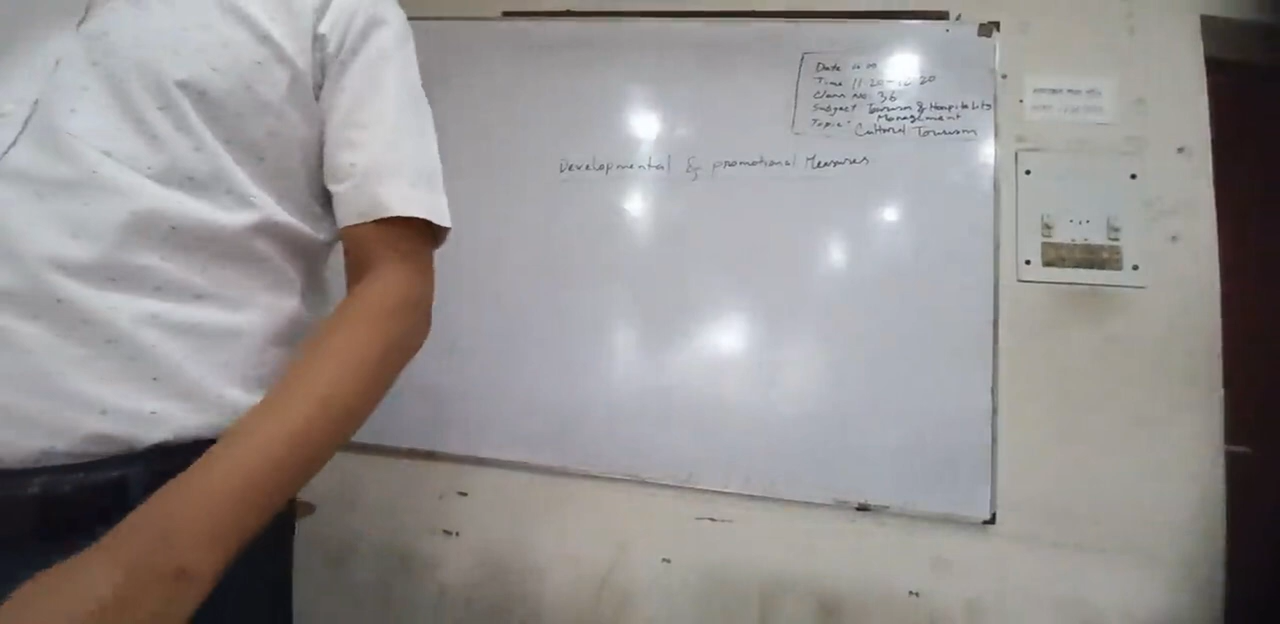 Date
Time 11:20-12:20
Class No. 36
Subject Tourism & Hospitality
Management
Topic- Cultural Tourism
Developmental & promotional Measures